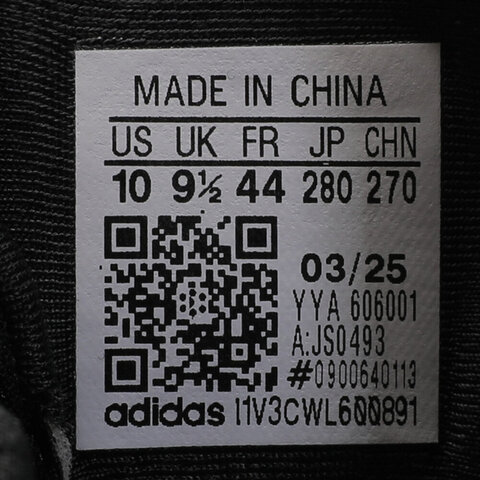 MADE IN CHINA
US UK FR JP CHN
10 9½ 44 280 270
03/25
YYA 606001
A:JS0493
#0900640113
adidas 11V3CWL600891